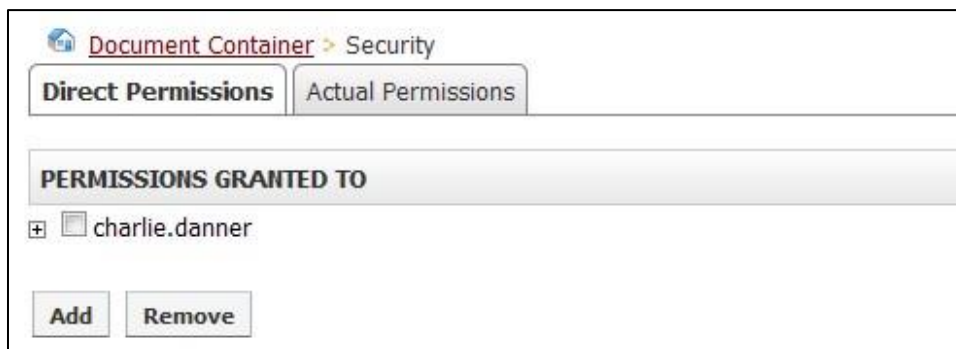 Document Container > Security
Direct Permissions Actual Permissions
PERMISSIONS GRANTED TO
charlie.danner
Add Remove